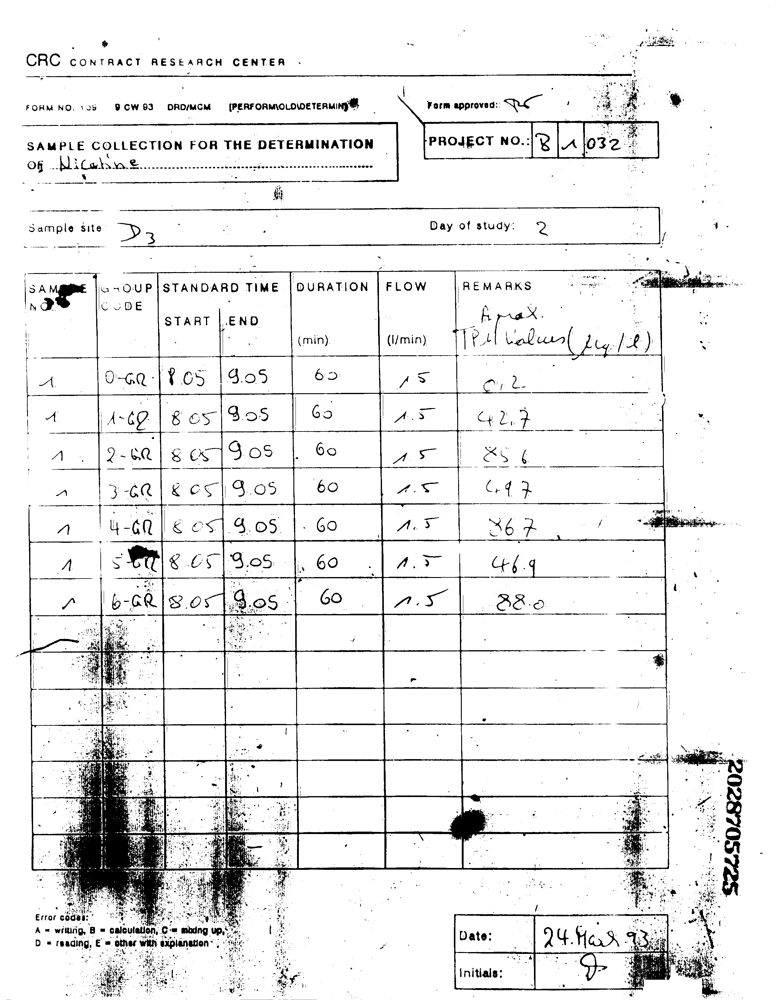 CRC CONTRACT RESEARCH CENTER
FORM NO. 109 9 CW 93 DRD/MGM [PERFORM\OLD\DETERMIN]
Form approved:
SAMPLE COLLECTION FOR THE DETERMINATION
OF Nicotine
PROJECT NO.: B 1 032
Sample site D3 Day of study: 2
SAMPLE NO. GROUP CODE STANDARD TIME DURATION FLOW REMARKS
START END (min) (l/min)
Aprox.
TPM Values (µg/l)
1 0-GR 8.05 9.05 60 1.5 0.2
1 1-GR 8 05 9.05 60 1.5 42.7
1 2-GR 8 05 9 05 60 1.5 85 6
1 3-GR 8 05 9.05 60 1.5 49 7
1 4-GR 8 05 9.05 60 1.5 86 7
1 5-GR 8.05 9.05 60 1.5 46.9
1 6-GR 8.05 9.05 60 1.5 88.0
2028705725
Error codes:
A = writing, B = calculation, C = mixing up,
D = reading, E = other with explanation
Date: 24. March 93
Initials: